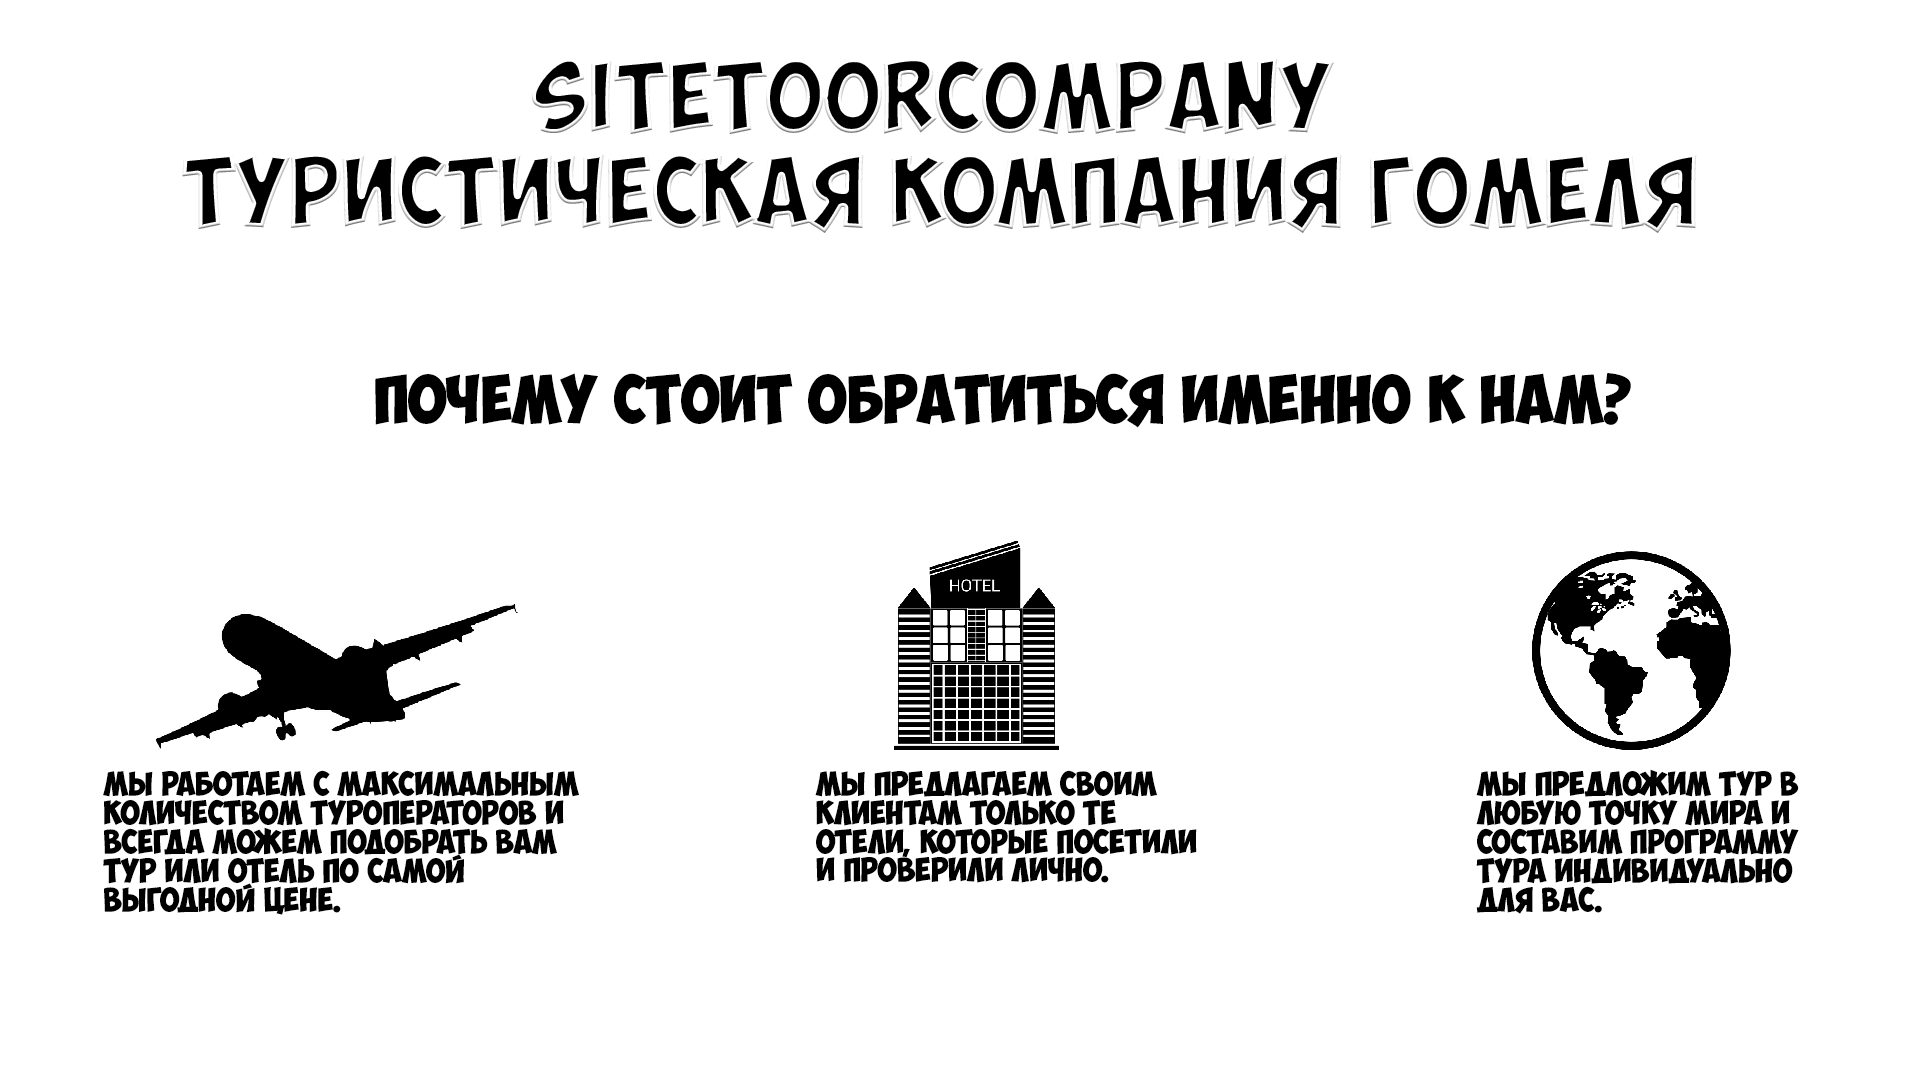 SITETOORCOMPANY
ТУРИСТИЧЕСКАЯ КОМПАНИЯ ГОМЕЛЯ
ПОЧЕМУ СТОИТ ОБРАТИТЬСЯ ИМЕННО К НАМ?
HOTEL
МЫ РАБОТАЕМ С МАКСИМАЛЬНЫМ
КОЛИЧЕСТВОМ ТУРОПЕРАТОРОВ И
ВСЕГДА МОЖЕМ ПОДОБРАТЬ ВАМ
ТУР ИЛИ ОТЕЛЬ ПО САМОЙ
ВЫГОДНОЙ ЦЕНЕ.
МЫ ПРЕДЛАГАЕМ СВОИМ
КЛИЕНТАМ ТОЛЬКО ТЕ
ОТЕЛИ, КОТОРЫЕ ПОСЕТИЛИ
И ПРОВЕРИЛИ ЛИЧНО.
МЫ ПРЕДЛОЖИМ ТУР В
ЛЮБУЮ ТОЧКУ МИРА И
СОСТАВИМ ПРОГРАММУ
ТУРА ИНДИВИДУАЛЬНО
ДЛЯ ВАС.